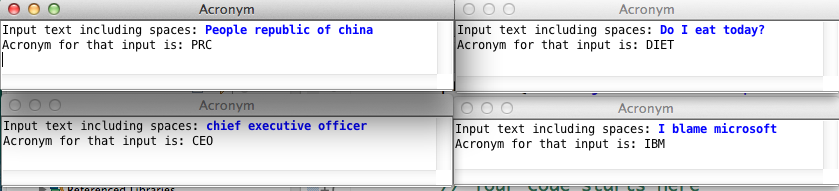 Acronym
Input text including spaces: People republic of china
Acronym for that input is: PRC
Acronym
Input text including spaces: Do I eat today?
Acronym for that input is: DIET
Acronym
Input text including spaces: chief executive officer
Acronym for that input is: CEO
Acronym
Input text including spaces: I blame microsoft
Acronym for that input is: IBM
Referenced Libraries
// Your code starts here